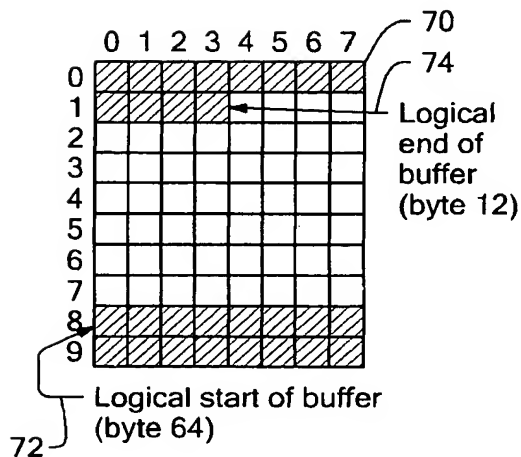 0 1 2 3 4 5 6 7
70
0
74
1
Logical
end of
buffer
(byte 12)
2
3
4
5
6
7
8
9
Logical start of buffer
(byte 64)
72